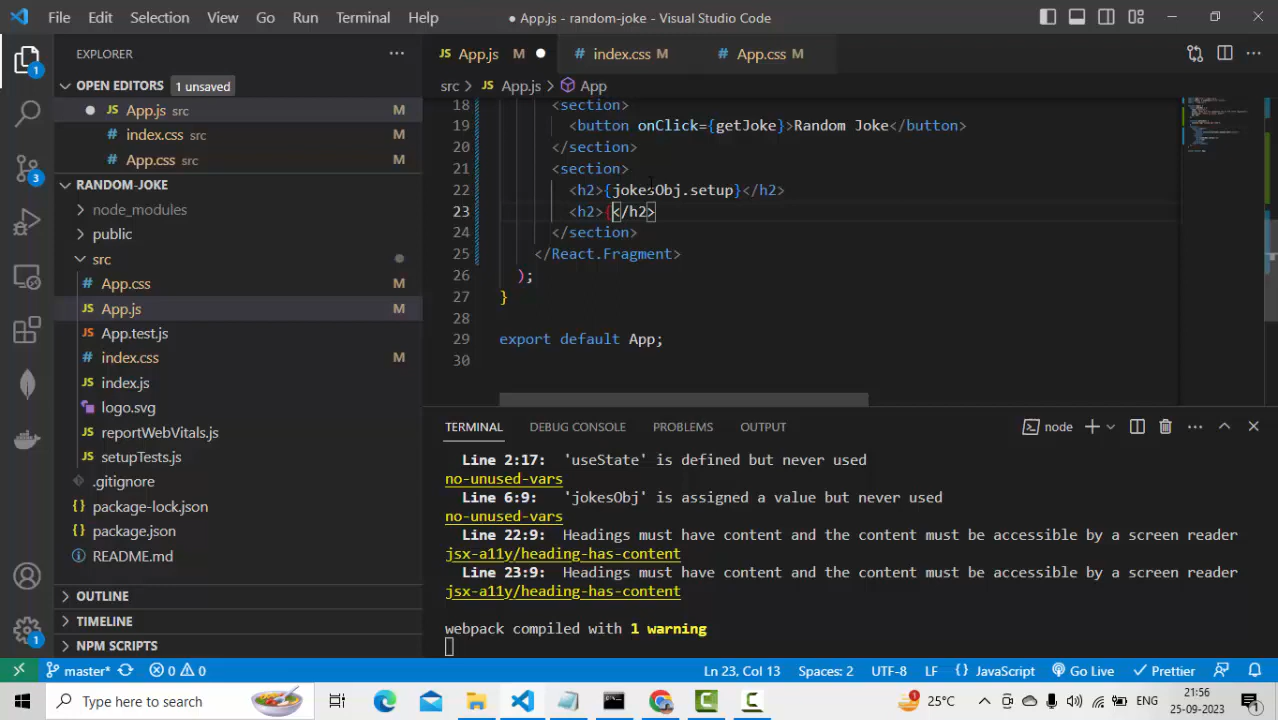 File Edit Selection View Go Run Terminal Help
● App.js - random-joke - Visual Studio Code
EXPLORER
OPEN EDITORS 1 unsaved
JS App.js src M
# index.css src M
# App.css src M
RANDOM-JOKE
node_modules
public
src
# App.css M
JS App.js M
JS App.test.js
# index.css M
JS index.js
logo.svg
JS reportWebVitals.js
JS setupTests.js
.gitignore
package-lock.json
package.json
README.md
OUTLINE
TIMELINE
NPM SCRIPTS
1
3
1
JS App.js M ●
# index.css M
# App.css M
src > JS App.js > App
18 <section>
19 <button onClick={getJoke}>Random Joke</button>
20 </section>
21 <section>
22 <h2>{jokesObj.setup}</h2>
23 <h2>{</h2>
24 </section>
25 </React.Fragment>
26 );
27 }
28
29 export default App;
30
TERMINAL DEBUG CONSOLE PROBLEMS OUTPUT
node
Line 2:17: 'useState' is defined but never used
no-unused-vars
Line 6:9: 'jokesObj' is assigned a value but never used
no-unused-vars
Line 22:9: Headings must have content and the content must be accessible by a screen reader
jsx-a11y/heading-has-content
Line 23:9: Headings must have content and the content must be accessible by a screen reader
jsx-a11y/heading-has-content
webpack compiled with 1 warning
master* 0 0 Ln 23, Col 13 Spaces: 2 UTF-8 LF {} JavaScript Go Live Prettier
Type here to search
25°C ENG 21:56
25-09-2023
1